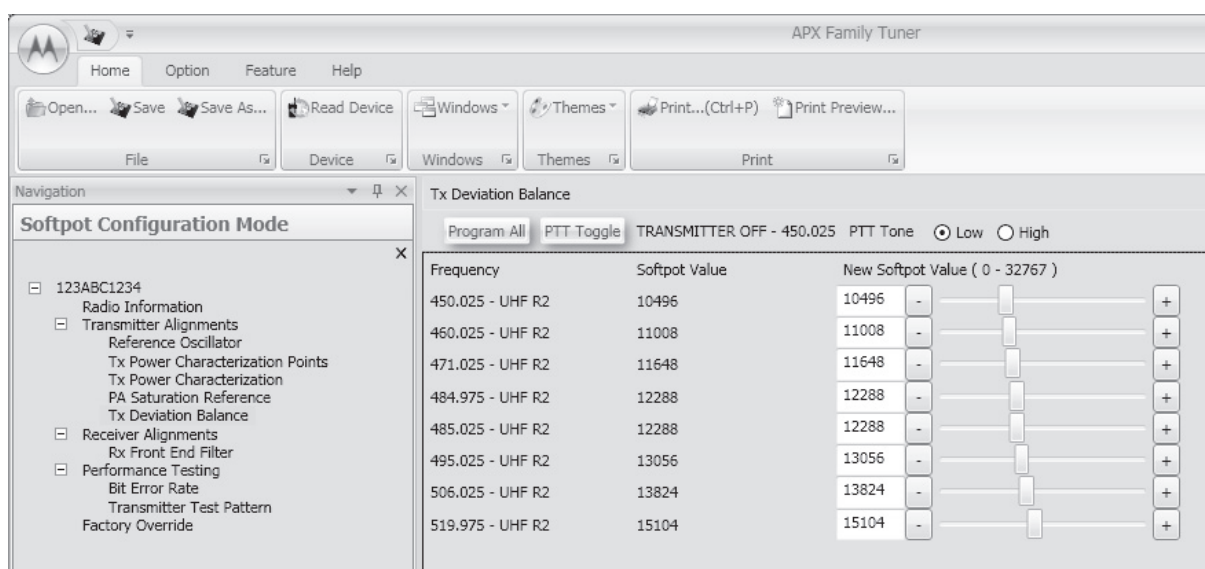 APX Family Tuner
Home Option Feature Help
Open... Save Save As... Read Device Windows Themes Print...(Ctrl+P) Print Preview...
File Device Windows Themes Print
Navigation
Softpot Configuration Mode
123ABC1234
Radio Information
Transmitter Alignments
Reference Oscillator
Tx Power Characterization Points
Tx Power Characterization
PA Saturation Reference
Tx Deviation Balance
Receiver Alignments
Rx Front End Filter
Performance Testing
Bit Error Rate
Transmitter Test Pattern
Factory Override
Tx Deviation Balance
Program All PTT Toggle TRANSMITTER OFF - 450.025 PTT Tone Low High
Frequency Softpot Value New Softpot Value ( 0 - 32767 )
450.025 - UHF R2 10496 10496 - +
460.025 - UHF R2 11008 11008 - +
471.025 - UHF R2 11648 11648 - +
484.975 - UHF R2 12288 12288 - +
485.025 - UHF R2 12288 12288 - +
495.025 - UHF R2 13056 13056 - +
506.025 - UHF R2 13824 13824 - +
519.975 - UHF R2 15104 15104 - +